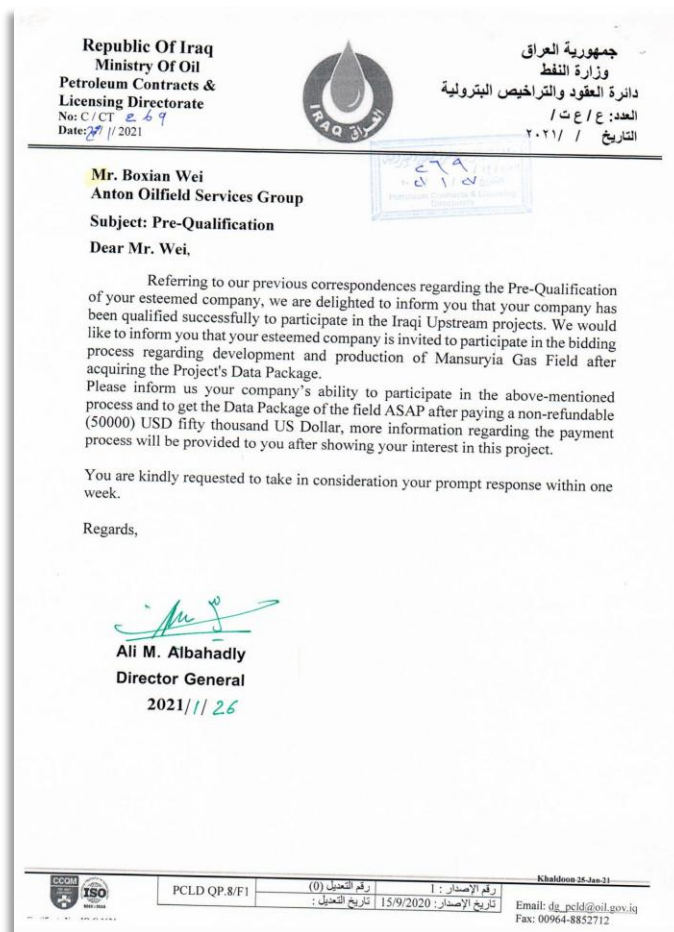 Republic Of Iraq
Ministry Of Oil
Petroleum Contracts &
Licensing Directorate
No: C / CT 269
Date: / 2021
IRAQ العراق
جمهورية العراق
وزارة النفط
دائرة العقود والتراخيص البترولية
العدد: ع / ع ت /
التاريخ / / ٢٠٢١
٢٦٩
Petroleum Contracts & Licensing
Directorate
Mr. Boxian Wei
Anton Oilfield Services Group
Subject: Pre-Qualification
Dear Mr. Wei,
Referring to our previous correspondences regarding the Pre-Qualification
of your esteemed company, we are delighted to inform you that your company has
been qualified successfully to participate in the Iraqi Upstream projects. We would
like to inform you that your esteemed company is invited to participate in the bidding
process regarding development and production of Mansuryia Gas Field after
acquiring the Project's Data Package.
Please inform us your company's ability to participate in the above-mentioned
process and to get the Data Package of the field ASAP after paying a non-refundable
(50000) USD fifty thousand US Dollar, more information regarding the payment
process will be provided to you after showing your interest in this project.
You are kindly requested to take in consideration your prompt response within one
week.
Regards,
Ali M. Albahadly
Director General
2021/1/26
Khaldoon 25-Jan-21
CCOM
ISO
PCLD QP.8/F1
رقم الإصدار : 1
رقم التعديل (0)
تاريخ الإصدار: 15/9/2020
تاريخ التعديل :
Email: dg_pcld@oil.gov.iq
Fax: 00964-8852712